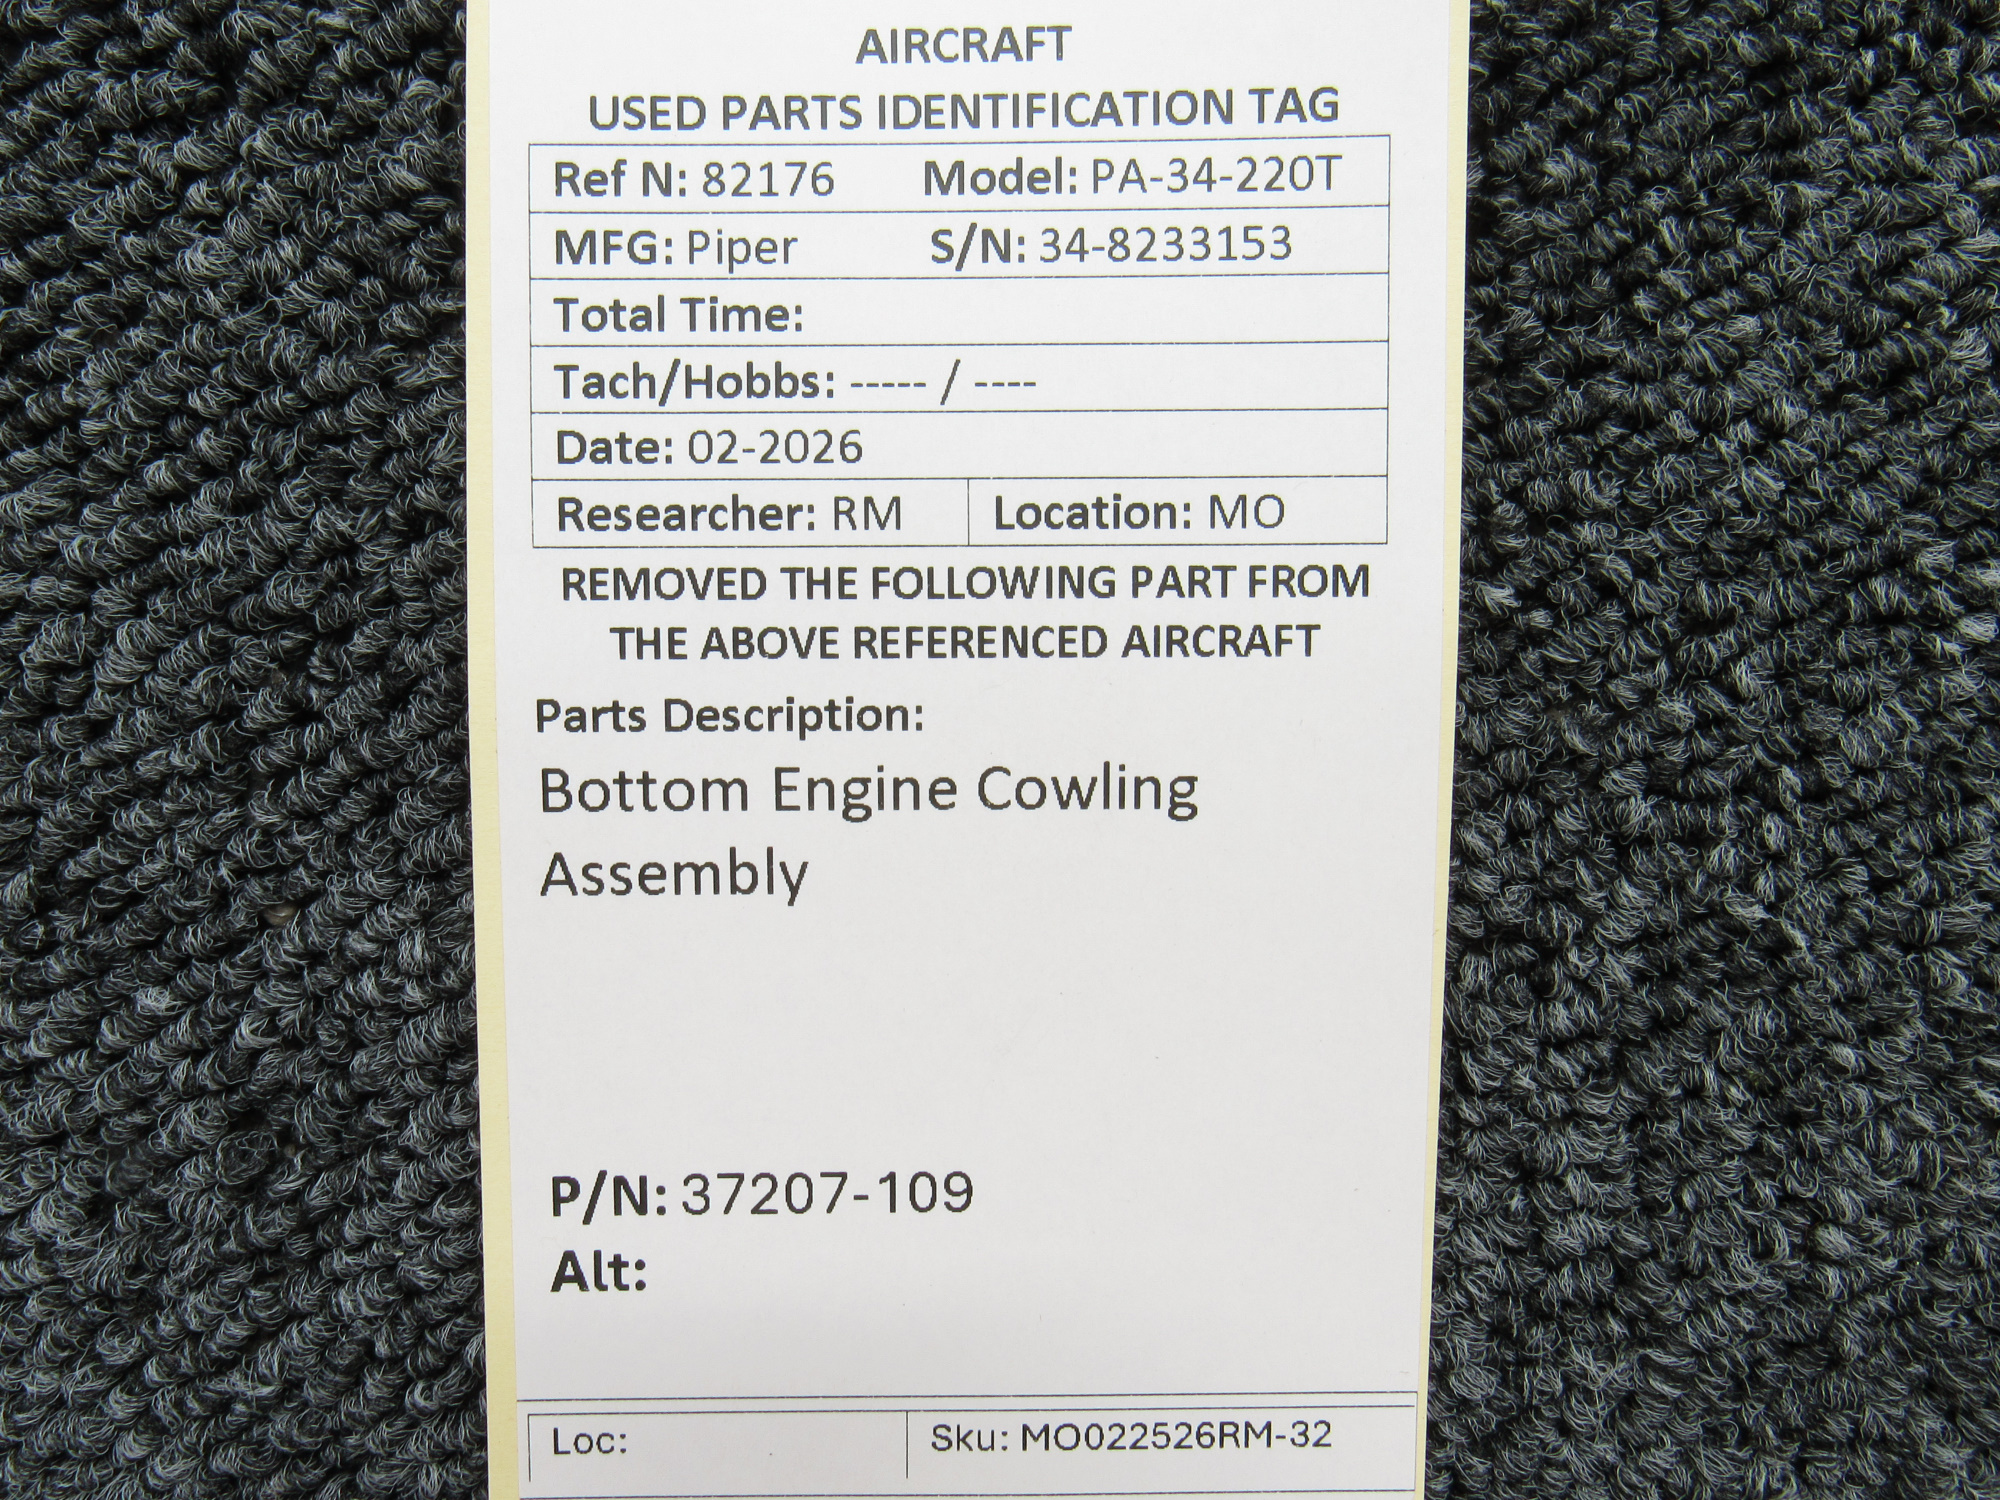 AIRCRAFT
USED PARTS IDENTIFICATION TAG
Ref N: 82176 Model: PA-34-220T
MFG: Piper S/N: 34-8233153
Total Time:
Tach/Hobbs: ----- / ----
Date: 02-2026
Researcher: RM Location: MO
REMOVED THE FOLLOWING PART FROM
THE ABOVE REFERENCED AIRCRAFT
Parts Description:
Bottom Engine Cowling
Assembly
P/N: 37207-109
Alt:
Loc: Sku: MO022526RM-32